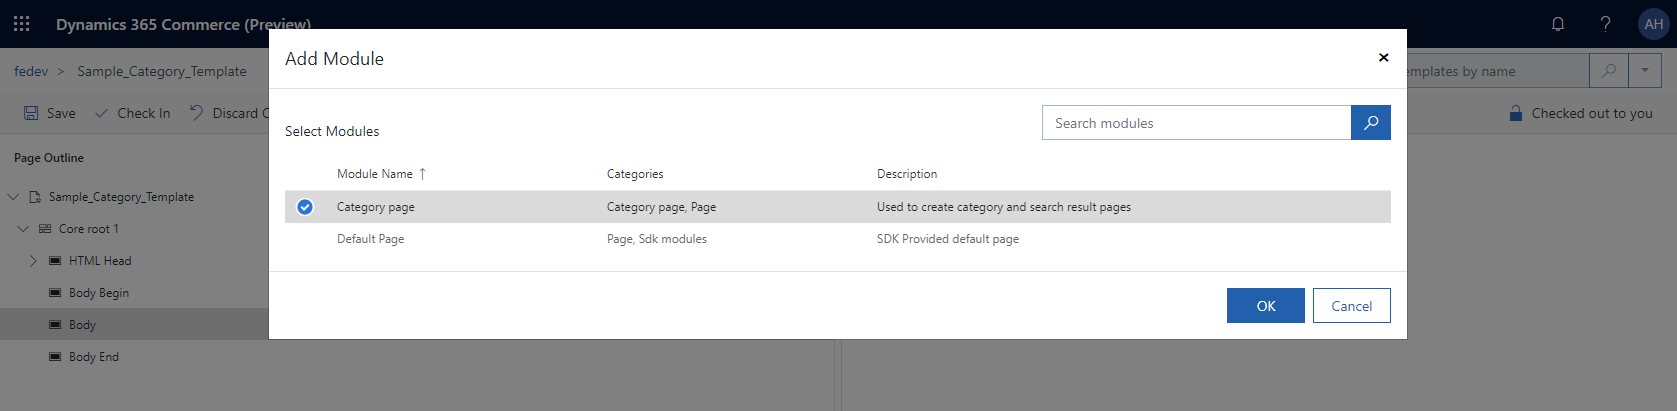 Dynamics 365 Commerce (Preview)
AH
fedev > Sample_Category_Template
emplates by name
Save Check In Discard C
Checked out to you
Page Outline
Sample_Category_Template
Core root 1
HTML Head
Body Begin
Body
Body End
Add Module
Select Modules
Search modules
Module Name ↑ Categories Description
Category page Category page, Page Used to create category and search result pages
Default Page Page, Sdk modules SDK Provided default page
OK Cancel